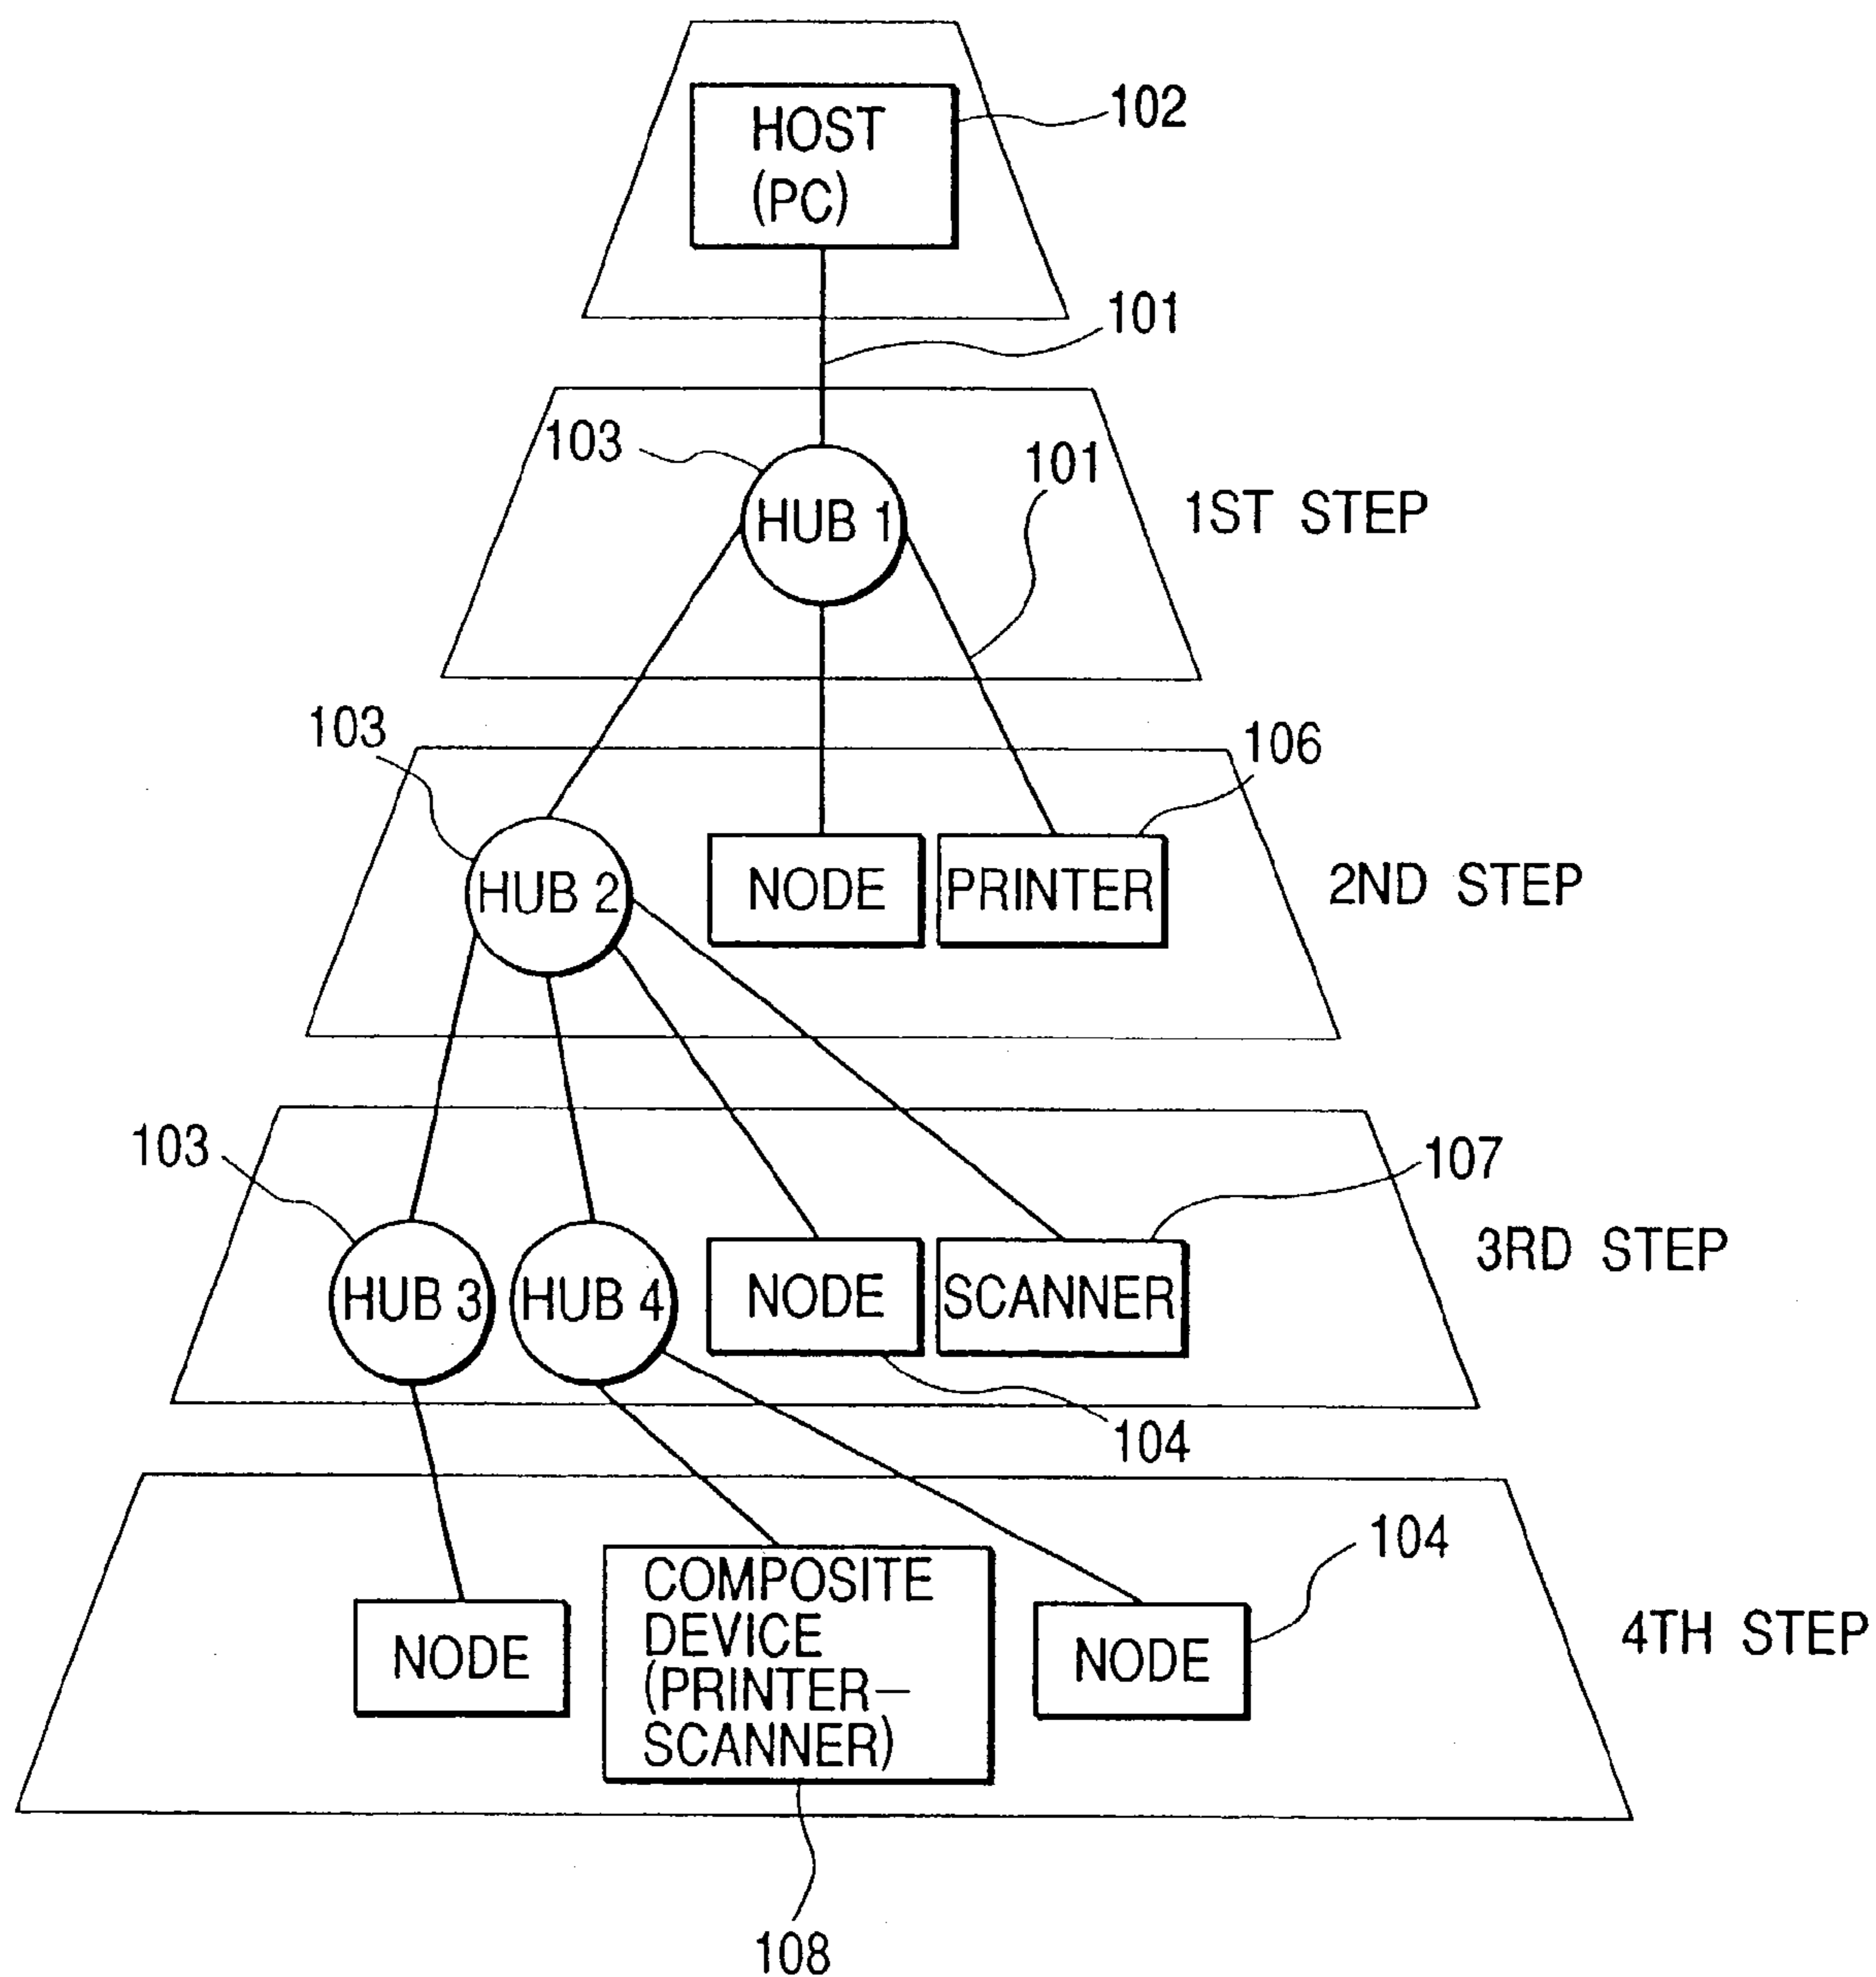 HOST
(PC)
102
101
103
101
HUB 1
1ST STEP
103
106
HUB 2
NODE
PRINTER
2ND STEP
103
107
HUB 3
HUB 4
NODE
SCANNER
3RD STEP
104
COMPOSITE
DEVICE
(PRINTER—
SCANNER)
NODE
NODE
104
4TH STEP
108